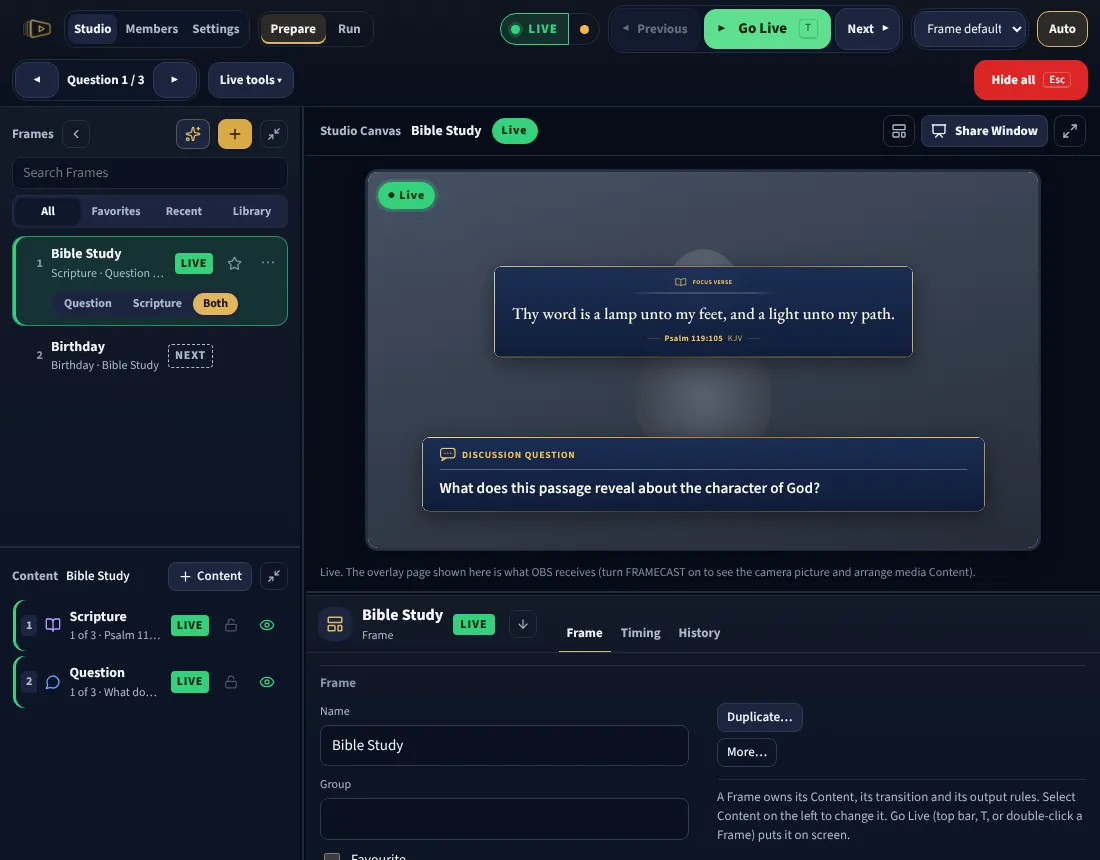 Studio Members Settings Prepare Run LIVE Previous Go Live T Next Frame default Auto
Question 1 / 3 Live tools Hide all Esc
Frames
Search Frames
All Favorites Recent Library
1 Bible Study LIVE
Scripture · Question …
Question Scripture Both
2 Birthday NEXT
Birthday · Bible Study
Content Bible Study + Content
1 Scripture LIVE
1 of 3 · Psalm 11…
2 Question LIVE
1 of 3 · What do…
Studio Canvas Bible Study Live Share Window
Live
FOCUS VERSE
Thy word is a lamp unto my feet, and a light unto my path.
Psalm 119:105 KJV
DISCUSSION QUESTION
What does this passage reveal about the character of God?
Live. The overlay page shown here is what OBS receives (turn FRAMECAST on to see the camera picture and arrange media Content).
Bible Study LIVE
Frame
Frame Timing History
Frame
Name
Bible Study
Group
Favourite
Duplicate…
More…
A Frame owns its Content, its transition and its output rules. Select
Content on the left to change it. Go Live (top bar, T, or double-click a
Frame) puts it on screen.